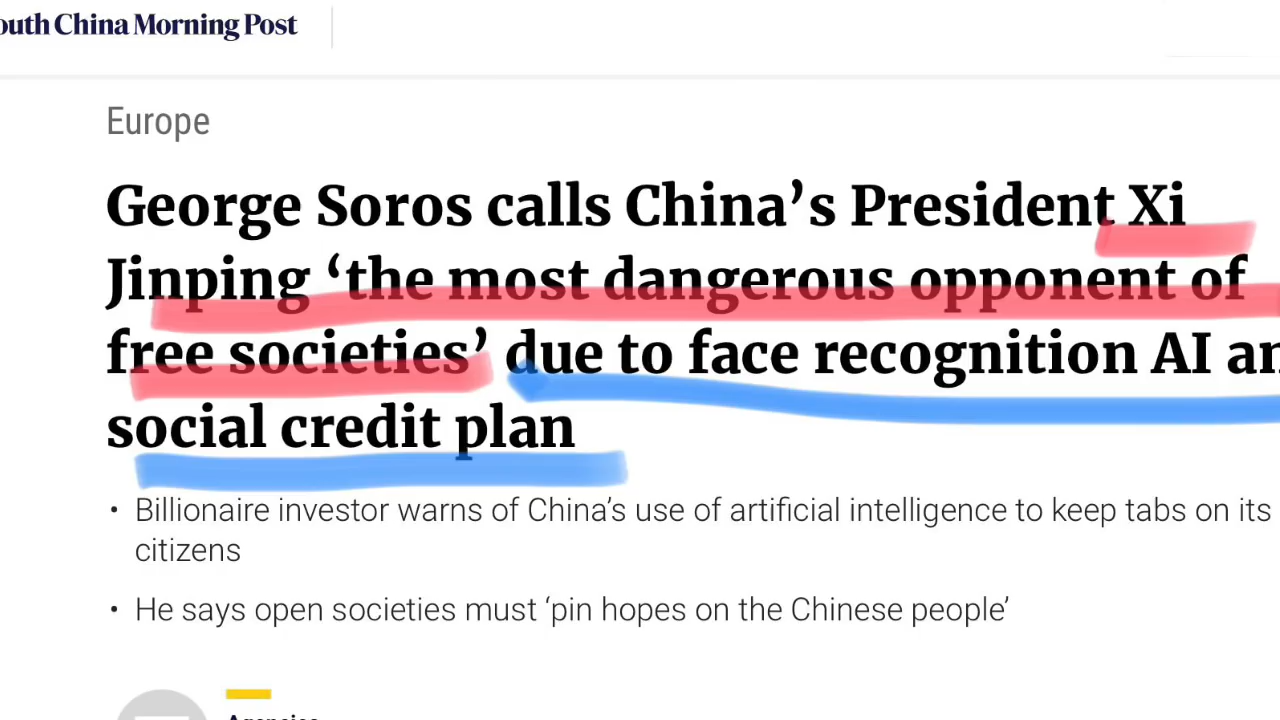 outh China Morning Post
Europe
George Soros calls China’s President Xi
Jinping ‘the most dangerous opponent of
free societies’ due to face recognition AI an
social credit plan
• Billionaire investor warns of China’s use of artificial intelligence to keep tabs on its
citizens
• He says open societies must ‘pin hopes on the Chinese people’
Agencies